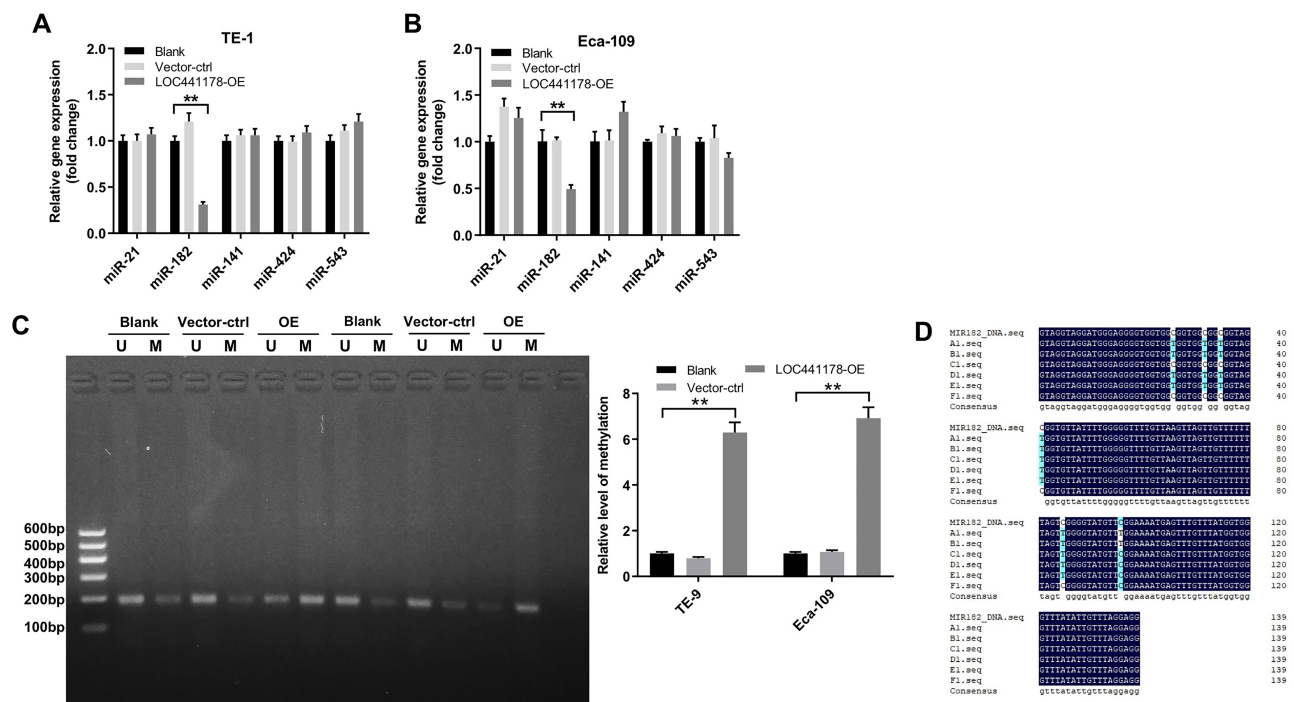 A
TE-1
Blank
Vector-ctrl
LOC441178-OE
**
Relative gene expression
(fold change)
2.0
1.5
1.0
0.5
0.0
miR-21
miR-182
miR-141
miR-424
miR-543
B
Eca-109
Blank
Vector-ctrl
LOC441178-OE
**
Relative gene expression
(fold change)
2.0
1.5
1.0
0.5
0.0
miR-21
miR-182
miR-141
miR-424
miR-543
C
Blank Vector-ctrl OE Blank Vector-ctrl OE
U M U M U M U M U M U M
600bp
500bp
400bp
300bp
200bp
100bp
Blank
Vector-ctrl
LOC441178-OE
**
**
Relative level of methylation
8
6
4
2
0
TE-9
Eca-109
D
MIR182_DNA.seq GTAGGTAGGATGGGAGGGGTGGTGGCGGTGGCGGCGGTAG 40
A1.seq GTAGGTAGGATGGGAGGGGTGGTGGTGGTGGTGGTGGTAG 40
B1.seq GTAGGTAGGATGGGAGGGGTGGTGGTGGTGGTGGTGGTAG 40
C1.seq GTAGGTAGGATGGGAGGGGTGGTGGCGGTGGCGGCGGTAG 40
D1.seq GTAGGTAGGATGGGAGGGGTGGTGGTGGTGGTGGTGGTAG 40
E1.seq GTAGGTAGGATGGGAGGGGTGGTGGTGGTGGTGGTGGTAG 40
F1.seq GTAGGTAGGATGGGAGGGGTGGTGGCGGTGGCGGCGGTAG 40
Consensus gtaggtaggatgggaggggtggtgg ggtgg gg ggtag
MIR182_DNA.seq CGGTGTTATTTTGGGGGTTTTGTTAAGTTAGTTGTTTTTT 80
A1.seq TGGTGTTATTTTGGGGGTTTTGTTAAGTTAGTTGTTTTTT 80
B1.seq TGGTGTTATTTTGGGGGTTTTGTTAAGTTAGTTGTTTTTT 80
C1.seq TGGTGTTATTTTGGGGGTTTTGTTAAGTTAGTTGTTTTTT 80
D1.seq TGGTGTTATTTTGGGGGTTTTGTTAAGTTAGTTGTTTTTT 80
E1.seq TGGTGTTATTTTGGGGGTTTTGTTAAGTTAGTTGTTTTTT 80
F1.seq CGGTGTTATTTTGGGGGTTTTGTTAAGTTAGTTGTTTTTT 80
Consensus ggtgttattttgggggttttgttaagttagttgtttttt
MIR182_DNA.seq TAGTCGGGGTATGTTCGGAAAATGAGTTTGTTTATGGTGG 120
A1.seq TAGTTGGGGTATGTTTGGAAAATGAGTTTGTTTATGGTGG 120
B1.seq TAGTTGGGGTATGTTTGGAAAATGAGTTTGTTTATGGTGG 120
C1.seq TAGTTGGGGTATGTTCGGAAAATGAGTTTGTTTATGGTGG 120
D1.seq TAGTTGGGGTATGTTCGGAAAATGAGTTTGTTTATGGTGG 120
E1.seq TAGTTGGGGTATGTTCGGAAAATGAGTTTGTTTATGGTGG 120
F1.seq TAGTCGGGGTATGTTCGGAAAATGAGTTTGTTTATGGTGG 120
Consensus tagt ggggtatgtt ggaaaatgagtttgtttatggtgg
MIR182_DNA.seq GTTTATATTGTTTAGGAGG 139
A1.seq GTTTATATTGTTTAGGAGG 139
B1.seq GTTTATATTGTTTAGGAGG 139
C1.seq GTTTATATTGTTTAGGAGG 139
D1.seq GTTTATATTGTTTAGGAGG 139
E1.seq GTTTATATTGTTTAGGAGG 139
F1.seq GTTTATATTGTTTAGGAGG 139
Consensus gtttatattgtttaggagg